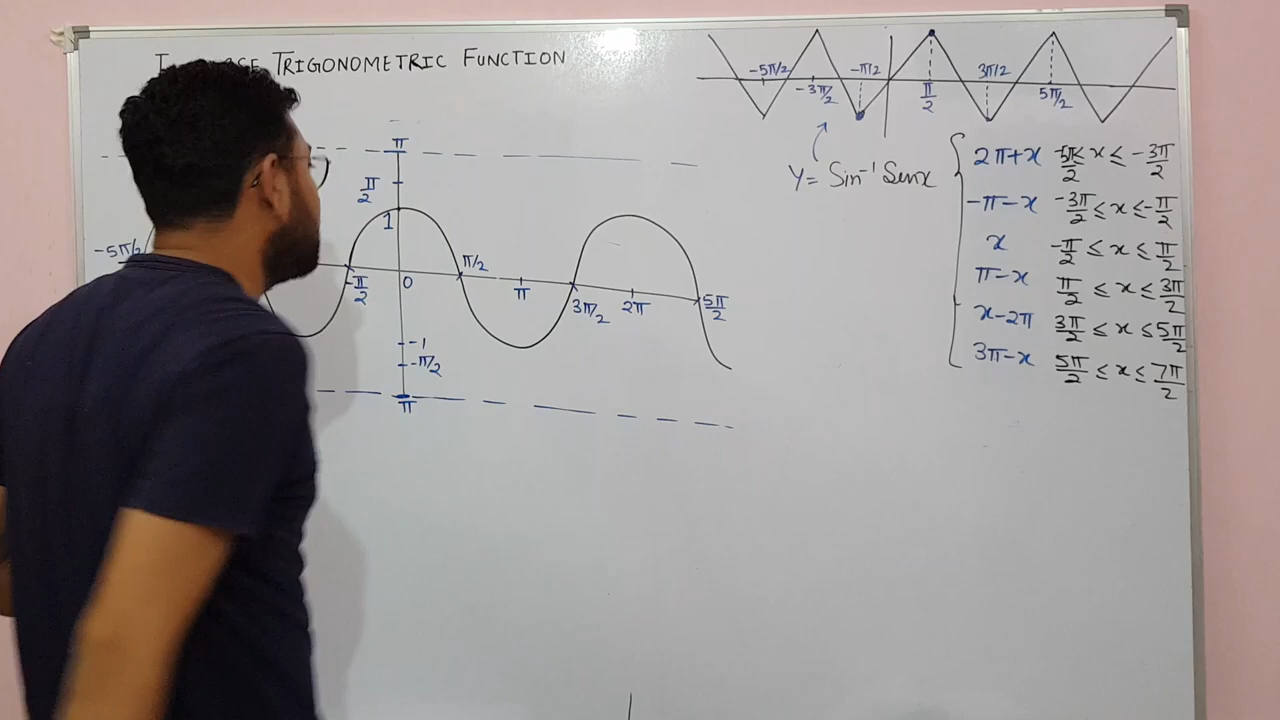 TRIGONOMETRIC FUNCTION
-5π/2 -3π/2 -π/2 π/2 3π/2 5π/2
Y= Sin⁻¹ Sinx
2π+x -5π/2 ≤ x ≤ -3π/2
-π-x -3π/2 ≤ x ≤ -π/2
x -π/2 ≤ x ≤ π/2
π-x π/2 ≤ x ≤ 3π/2
x-2π 3π/2 ≤ x ≤ 5π/2
3π-x 5π/2 ≤ x ≤ 7π/2
π
π/2
1
-5π/2 -π/2 0 π/2 π 3π/2 2π 5π/2
-1
-π/2
π